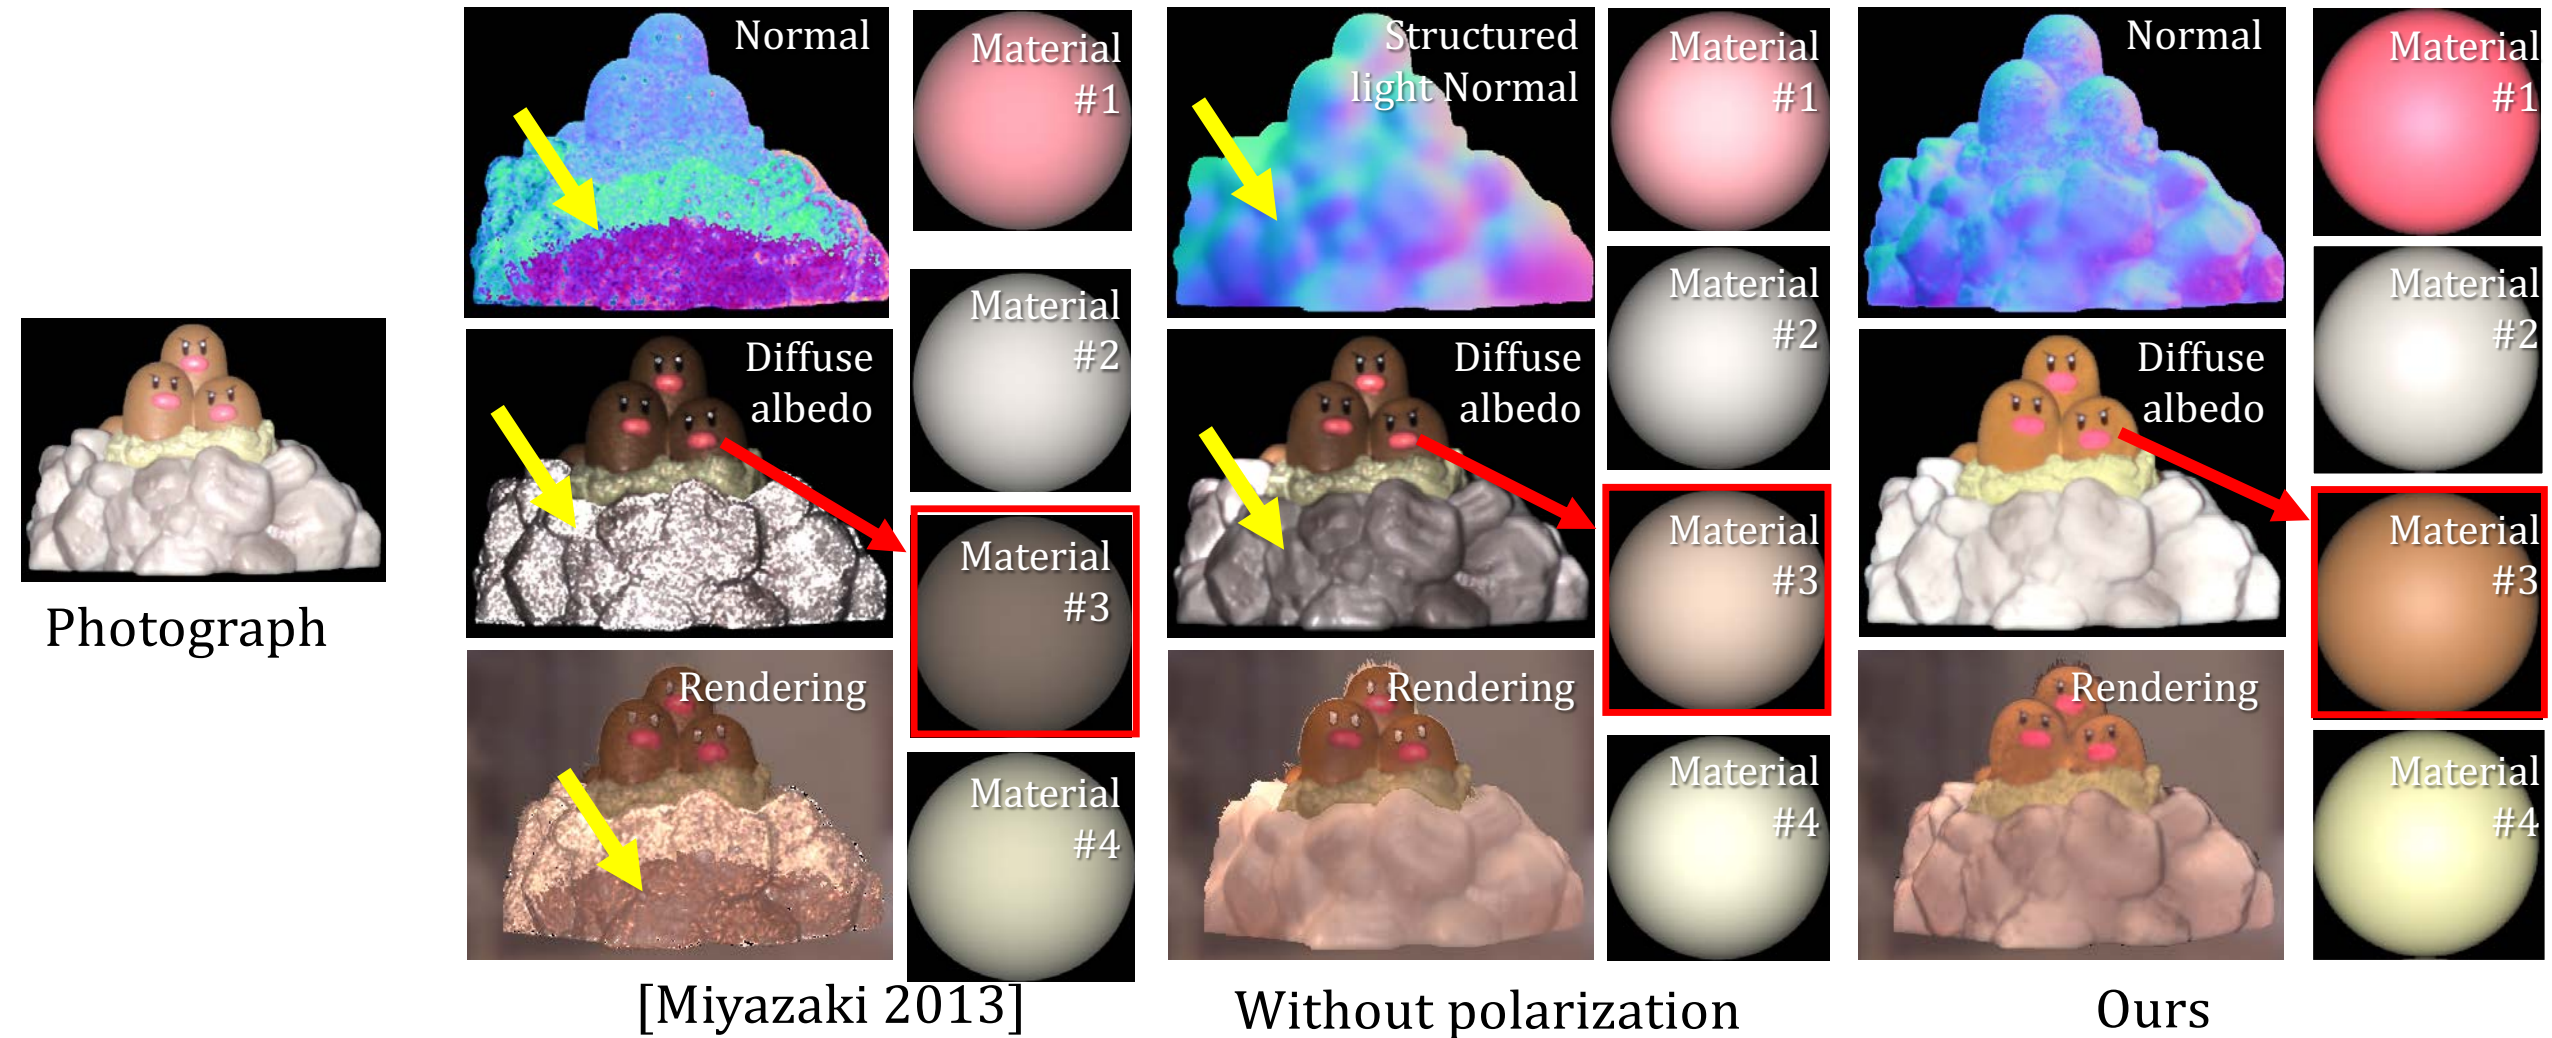 Photograph
Normal
Material
#1
Material
#2
Diffuse
albedo
Material
#3
Rendering
Material
#4
[Miyazaki 2013]
Structured
light Normal
Material
#1
Material
#2
Diffuse
albedo
Material
#3
Rendering
Material
#4
Without polarization
Normal
Material
#1
Material
#2
Diffuse
albedo
Material
#3
Rendering
Material
#4
Ours